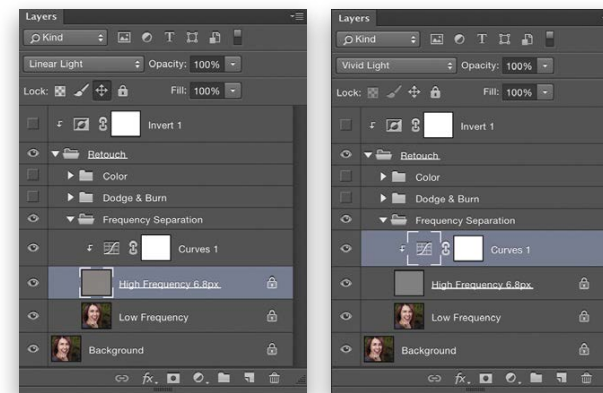 Layers
Kind
T
Linear Light
Opacity: 100%
Lock:
Fill: 100%
Invert 1
Retouch
Color
Dodge & Burn
Frequency Separation
Curves 1
High Frequency 6.8px
Low Frequency
Background
fx.
Layers
Kind
T
Vivid Light
Opacity: 100%
Lock:
Fill: 100%
Invert 1
Retouch
Color
Dodge & Burn
Frequency Separation
Curves 1
High Frequency 6.8px
Low Frequency
Background
fx.